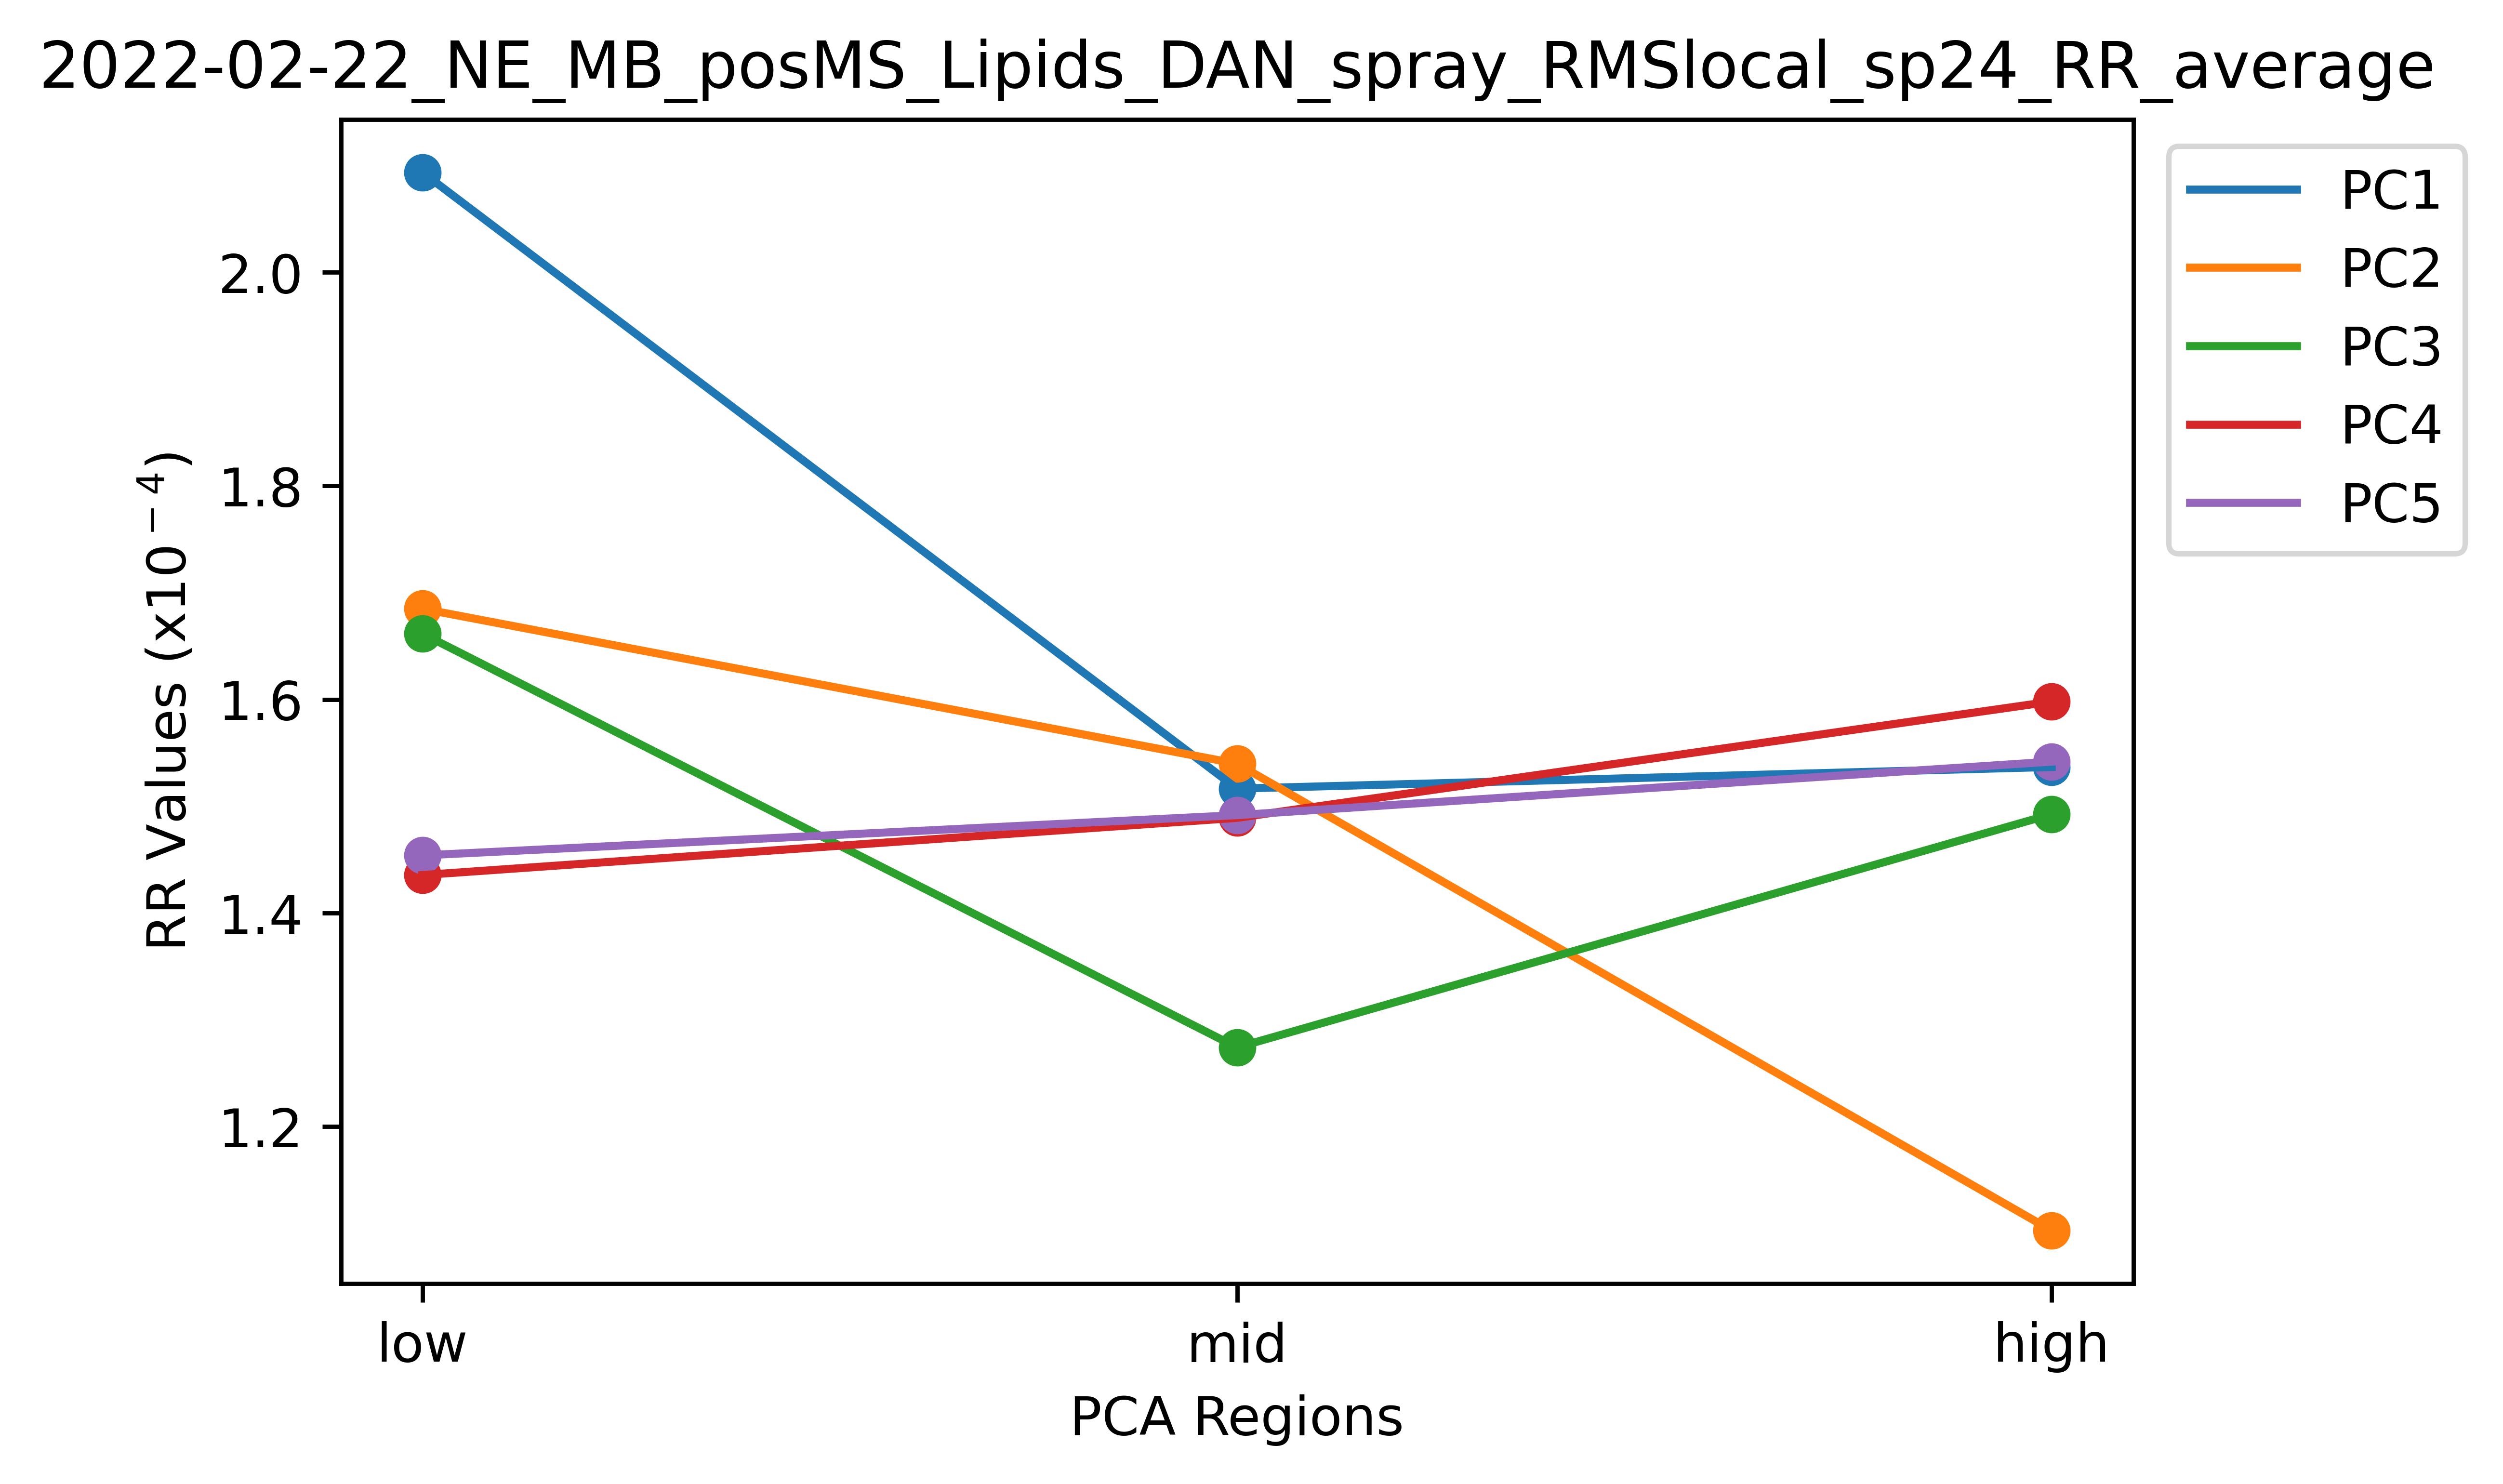 2022-02-22_NE_MB_posMS_Lipids_DAN_spray_RMSlocal_sp24_RR_average
PC1
PC2
PC3
PC4
PC5
RR Values (x10⁻⁴)
2.0
1.8
1.6
1.4
1.2
low
mid
high
PCA Regions